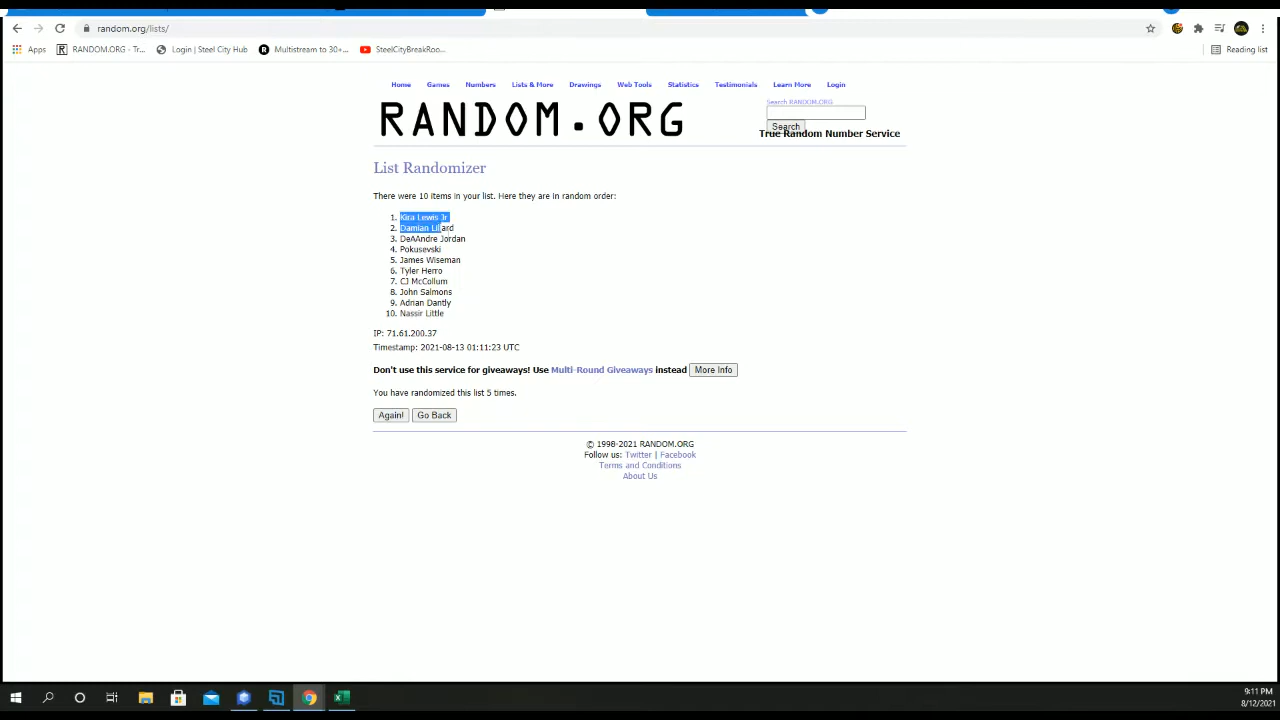 random.org/lists/
Apps RANDOM.ORG - Tr... Login | Steel City Hub Multistream to 30+... SteelCityBreakRoo... Reading list
Home Games Numbers Lists & More Drawings Web Tools Statistics Testimonials Learn More Login
Search RANDOM.ORG
RANDOM.ORG
Search
True Random Number Service
List Randomizer
There were 10 items in your list. Here they are in random order:
1. Kira Lewis Jr
2. Damian Lillard
3. DeAAndre Jordan
4. Pokusevski
5. James Wiseman
6. Tyler Herro
7. CJ McCollum
8. John Salmons
9. Adrian Dantly
10. Nassir Little
IP: 71.61.200.37
Timestamp: 2021-08-13 01:11:23 UTC
Don't use this service for giveaways! Use Multi-Round Giveaways instead More Info
You have randomized this list 5 times.
Again! Go Back
© 1998-2021 RANDOM.ORG
Follow us: Twitter | Facebook
Terms and Conditions
About Us
9:11 PM
8/12/2021